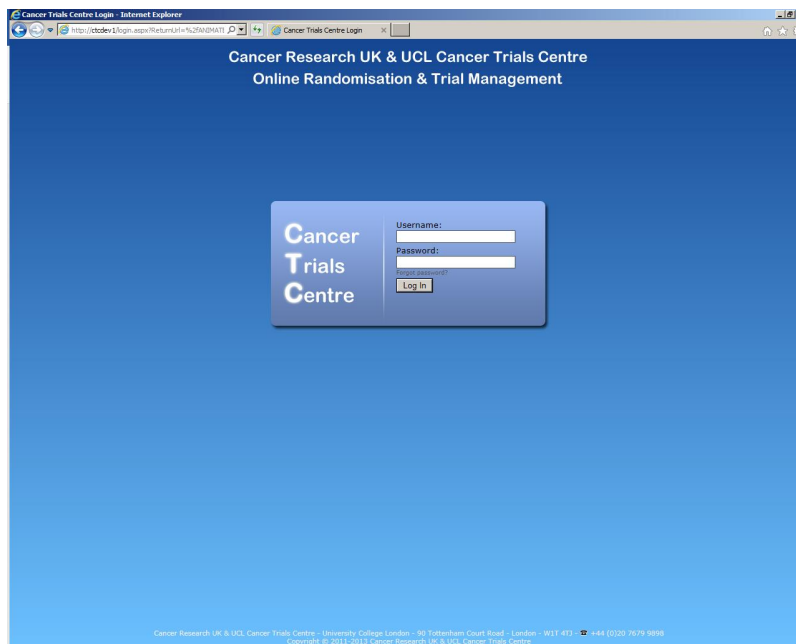 Cancer Trials Centre Login - Internet Explorer
http://ctcdev1/login.aspx?ReturnUrl=%2fANIMATE
Cancer Trials Centre Login
Cancer Research UK & UCL Cancer Trials Centre
Online Randomisation & Trial Management
Cancer
Trials
Centre
Username:
Password:
Forgot password?
Log In
Cancer Research UK & UCL Cancer Trials Centre - University College London - 90 Tottenham Court Road - London - W1T 4TJ - ☎ +44 (0)20 7679 9898
Copyright © 2011-2013 Cancer Research UK & UCL Cancer Trials Centre